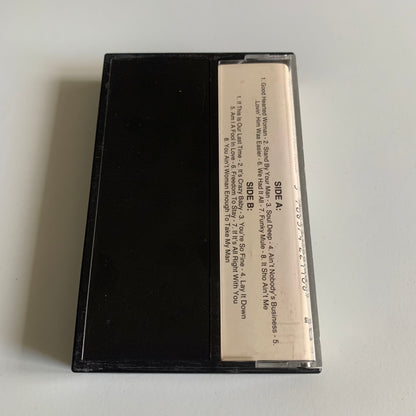 SIDE A:
1. Good Hearted Woman - 2. Stand By Your Man - 3. Soul Deep - 4. Ain't Nobody's Business - 5.
Lovin' Him Was Easier - 6. We Had It All - 7. Funky Mule - 8. It Sho Ain't Me
SIDE B:
1. If This Is Our Last Time - 2. It's Crazy Baby - 3. You're So Fine - 4. Lay It Down
5. Am I A Fool In Love - 6. Freedom To Stay - 7. If It's All Right With You
8. You Ain't Woman Enough To Take My Man